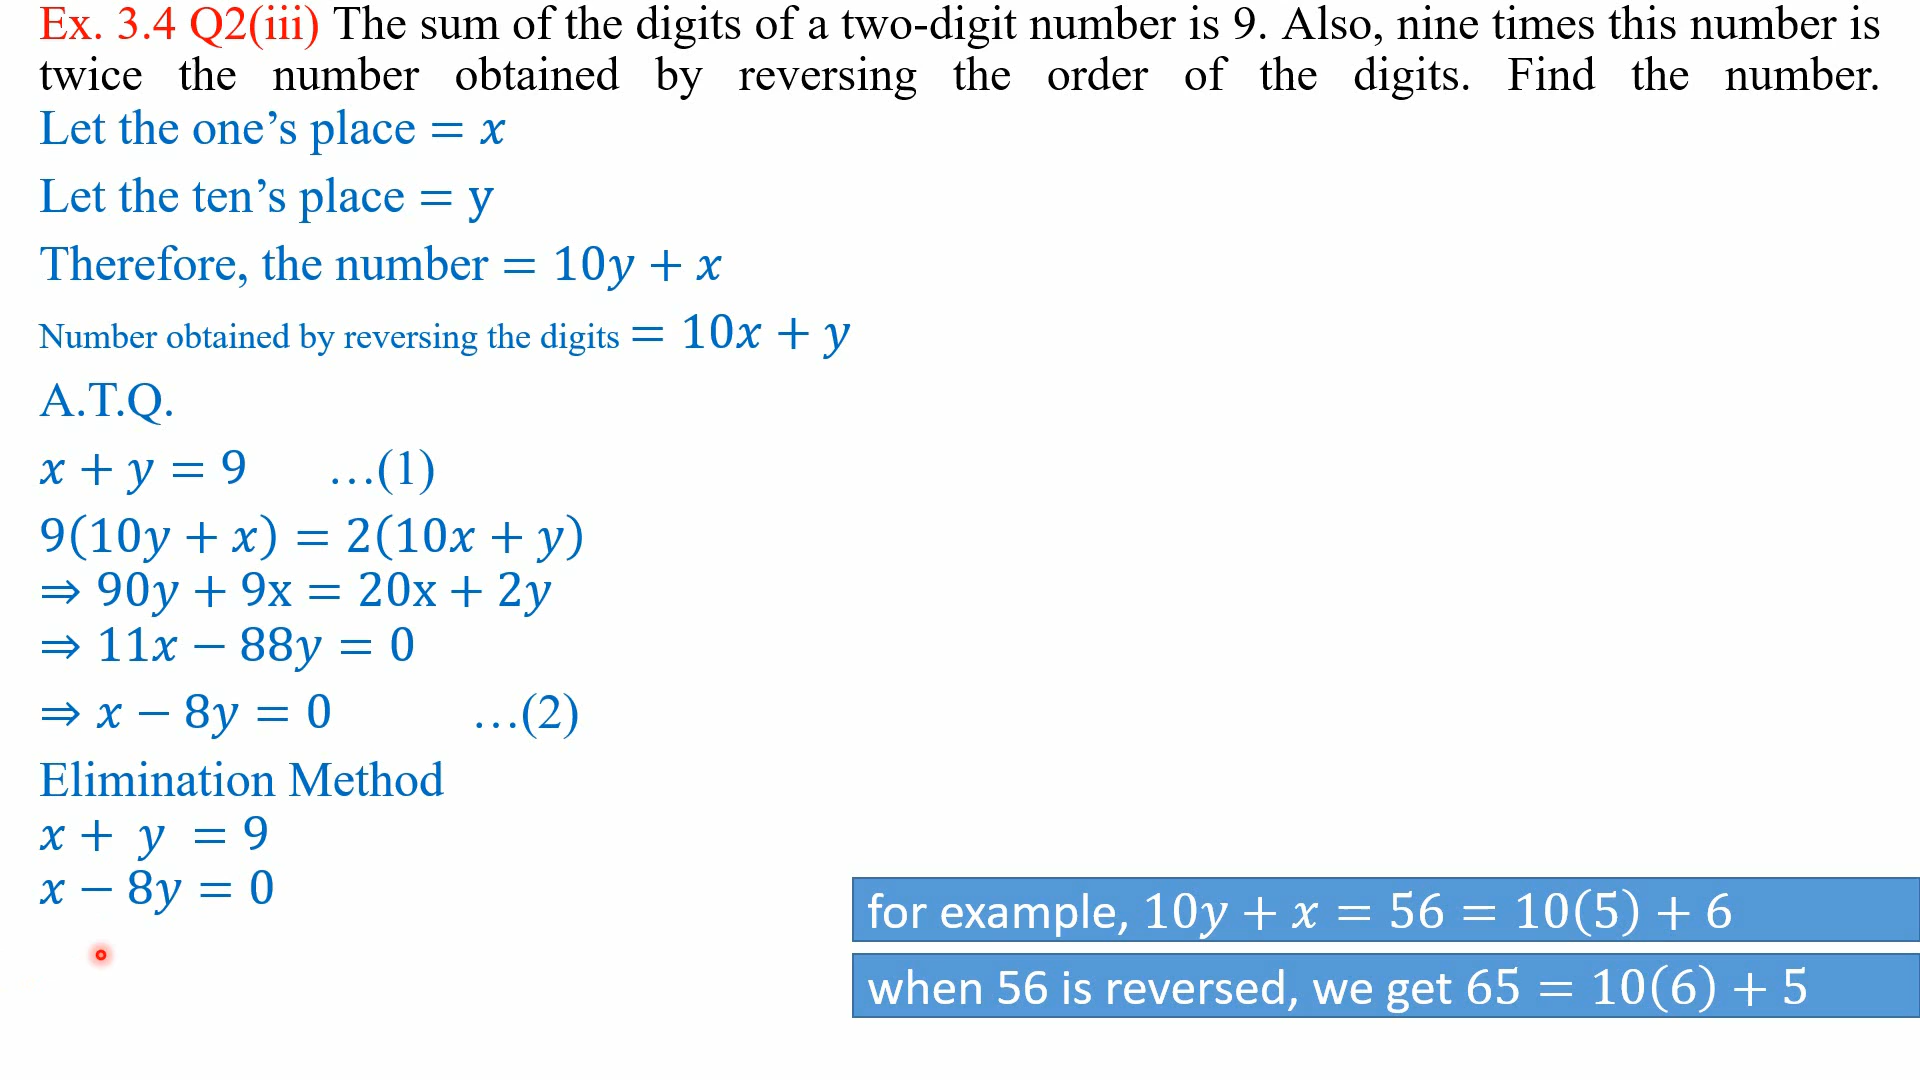 Ex. 3.4 Q2(iii) The sum of the digits of a two-digit number is 9. Also, nine times this number is
twice the number obtained by reversing the order of the digits. Find the number.
Let the one’s place = x
Let the ten’s place = y
Therefore, the number = 10y + x
Number obtained by reversing the digits = 10x + y
A.T.Q.
x + y = 9 …(1)
9(10y + x) = 2(10x + y)
⇒ 90y + 9x = 20x + 2y
⇒ 11x − 88y = 0
⇒ x − 8y = 0 …(2)
Elimination Method
x + y = 9
x − 8y = 0
for example, 10y + x = 56 = 10(5) + 6
when 56 is reversed, we get 65 = 10(6) + 5